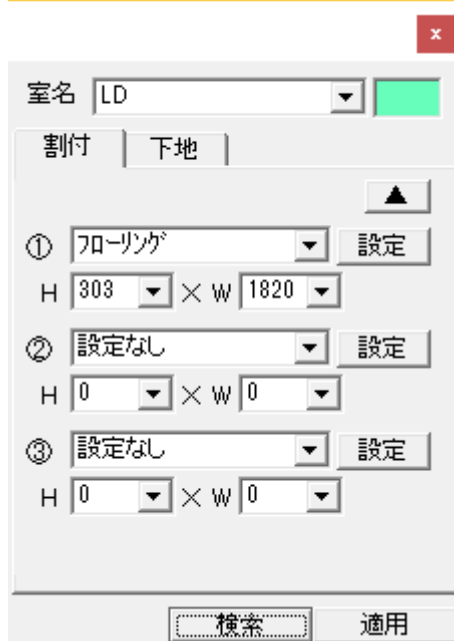 x
室名 LD
割付 下地
▲
① フローリング 設定
H 303 × W 1820
② 設定なし 設定
H 0 × W 0
③ 設定なし 設定
H 0 × W 0
検索 適用